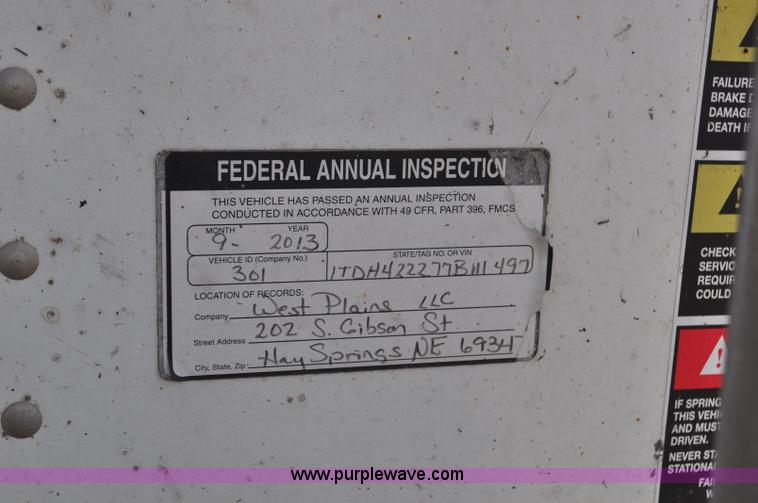 FEDERAL ANNUAL INSPECTION
THIS VEHICLE HAS PASSED AN ANNUAL INSPECTION
CONDUCTED IN ACCORDANCE WITH 49 CFR, PART 396, FMCS
MONTH YEAR
9- 2013
VEHICLE ID (Company No.) STATE/TAG NO. OR VIN
301 1TDH422277B111497
LOCATION OF RECORDS:
Company West Plains LLC
Street Address 202 S. Gibson St.
City, State, Zip: Hay Springs NE 6934
FAILURE
BRAKE
DAMAGE
DEATH
CHECK
SERVIC
REQUIR
COULD
IF SPRING
THIS VEHI
AND MUS
DRIVEN.
NEVER STA
STATIONA
FAI
www.purplewave.com